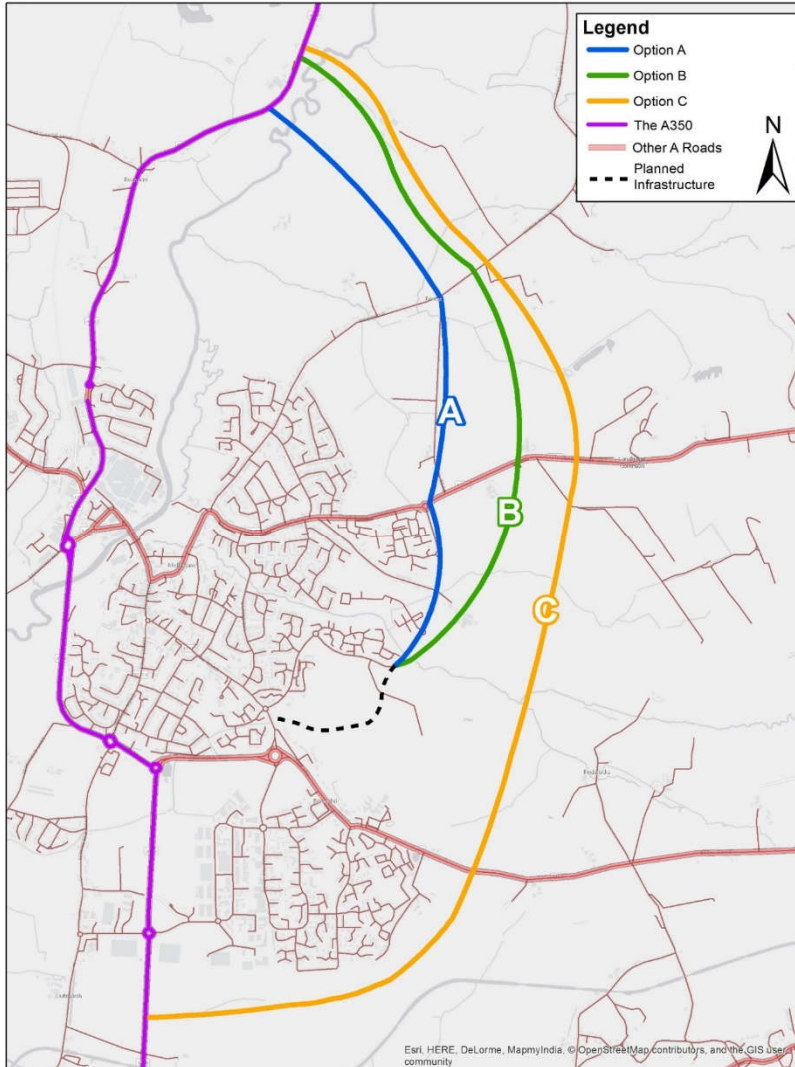 Legend
Option A
Option B
Option C
The A350
Other A Roads
Planned
Infrastructure
N
A
B
C
Esri, HERE, DeLorme, MapmyIndia, © OpenStreetMap contributors, and the GIS user
community